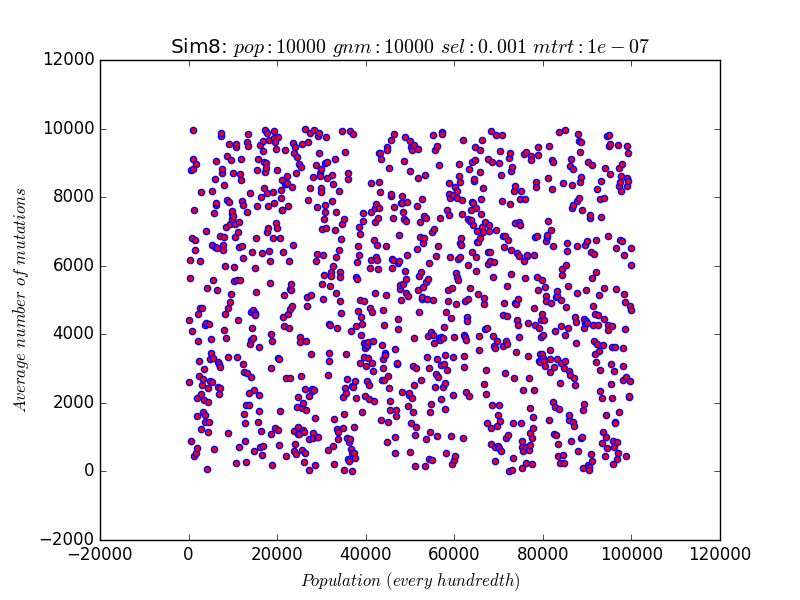 Sim8: pop:10000 gnm:10000 sel:0.001 mtrt:1e−07
12000
10000
8000
6000
4000
2000
0
−2000
Average number of mutations
−20000 0 20000 40000 60000 80000 100000 120000
Population (every hundredth)